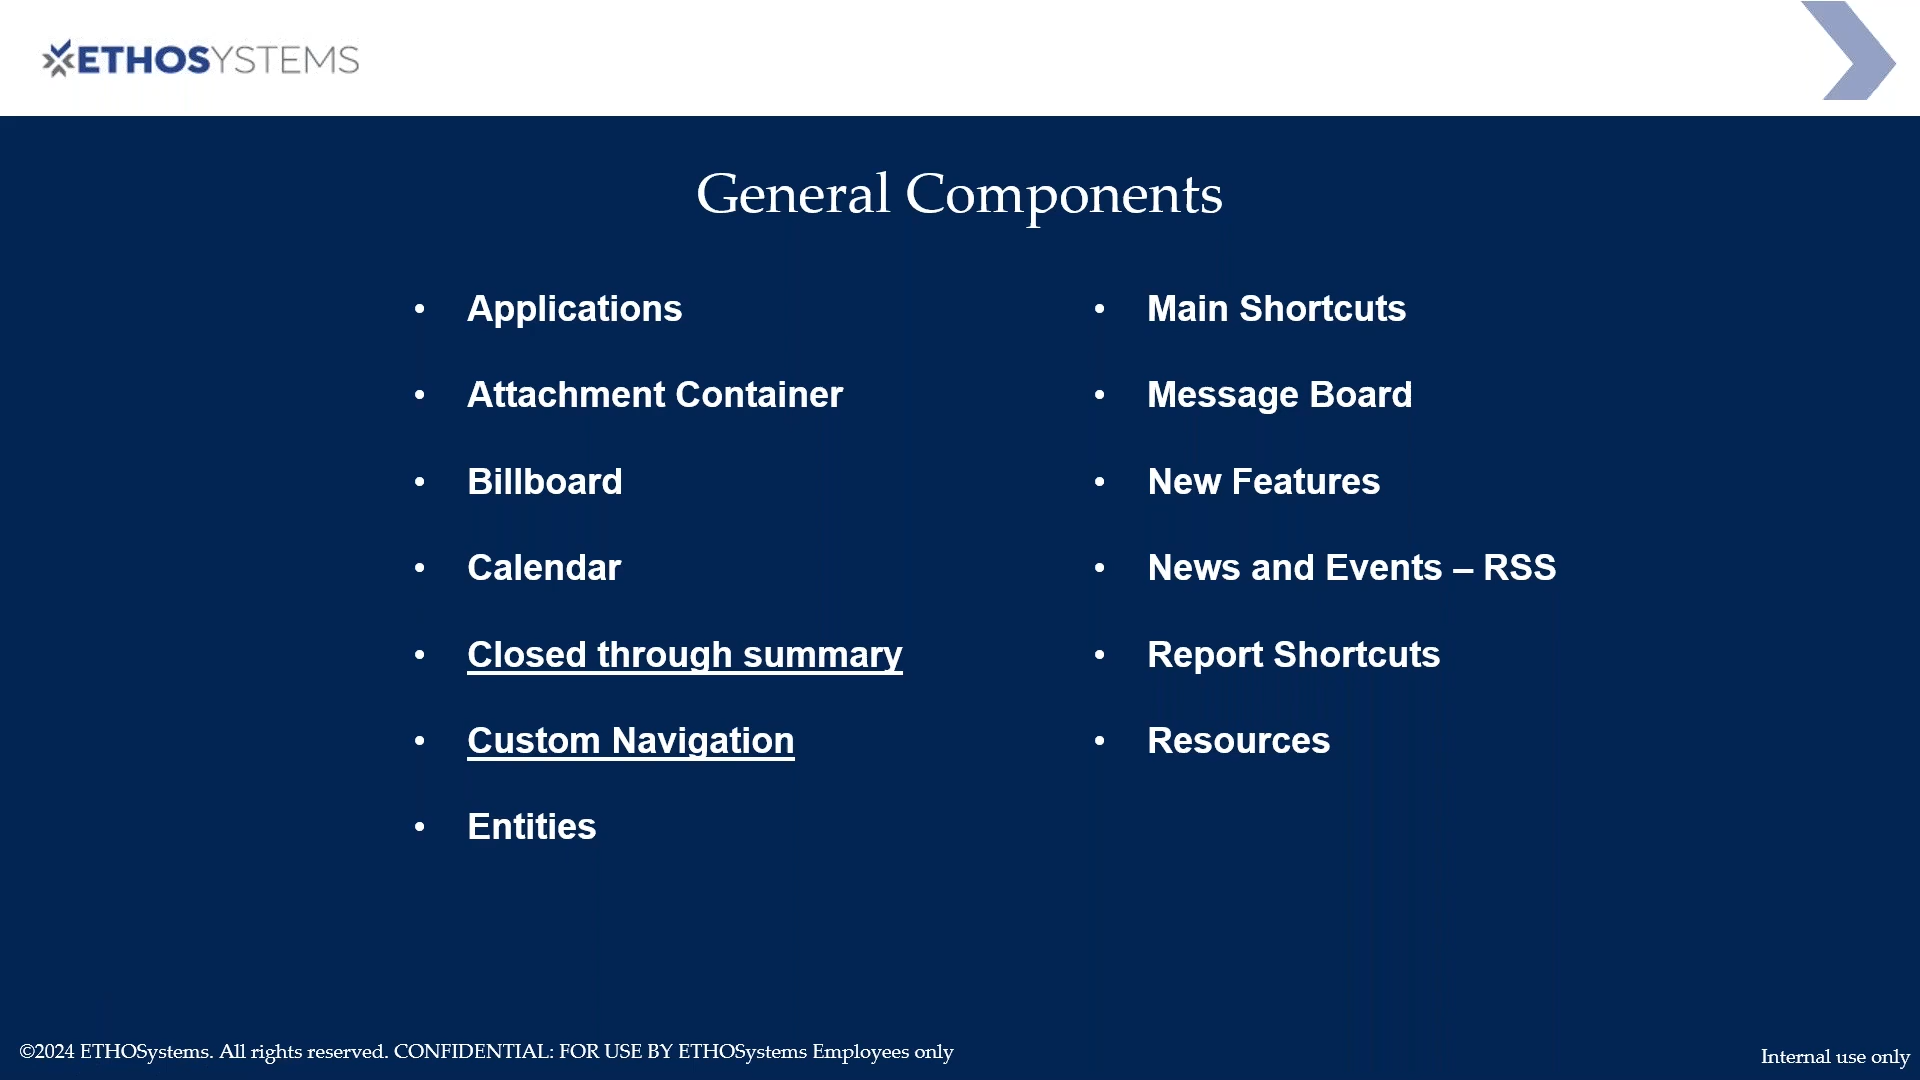 ETHOSYSTEMS
General Components
• Applications
• Attachment Container
• Billboard
• Calendar
• Closed through summary
• Custom Navigation
• Entities
• Main Shortcuts
• Message Board
• New Features
• News and Events – RSS
• Report Shortcuts
• Resources
©2024 ETHOSystems. All rights reserved. CONFIDENTIAL: FOR USE BY ETHOSystems Employees only
Internal use only